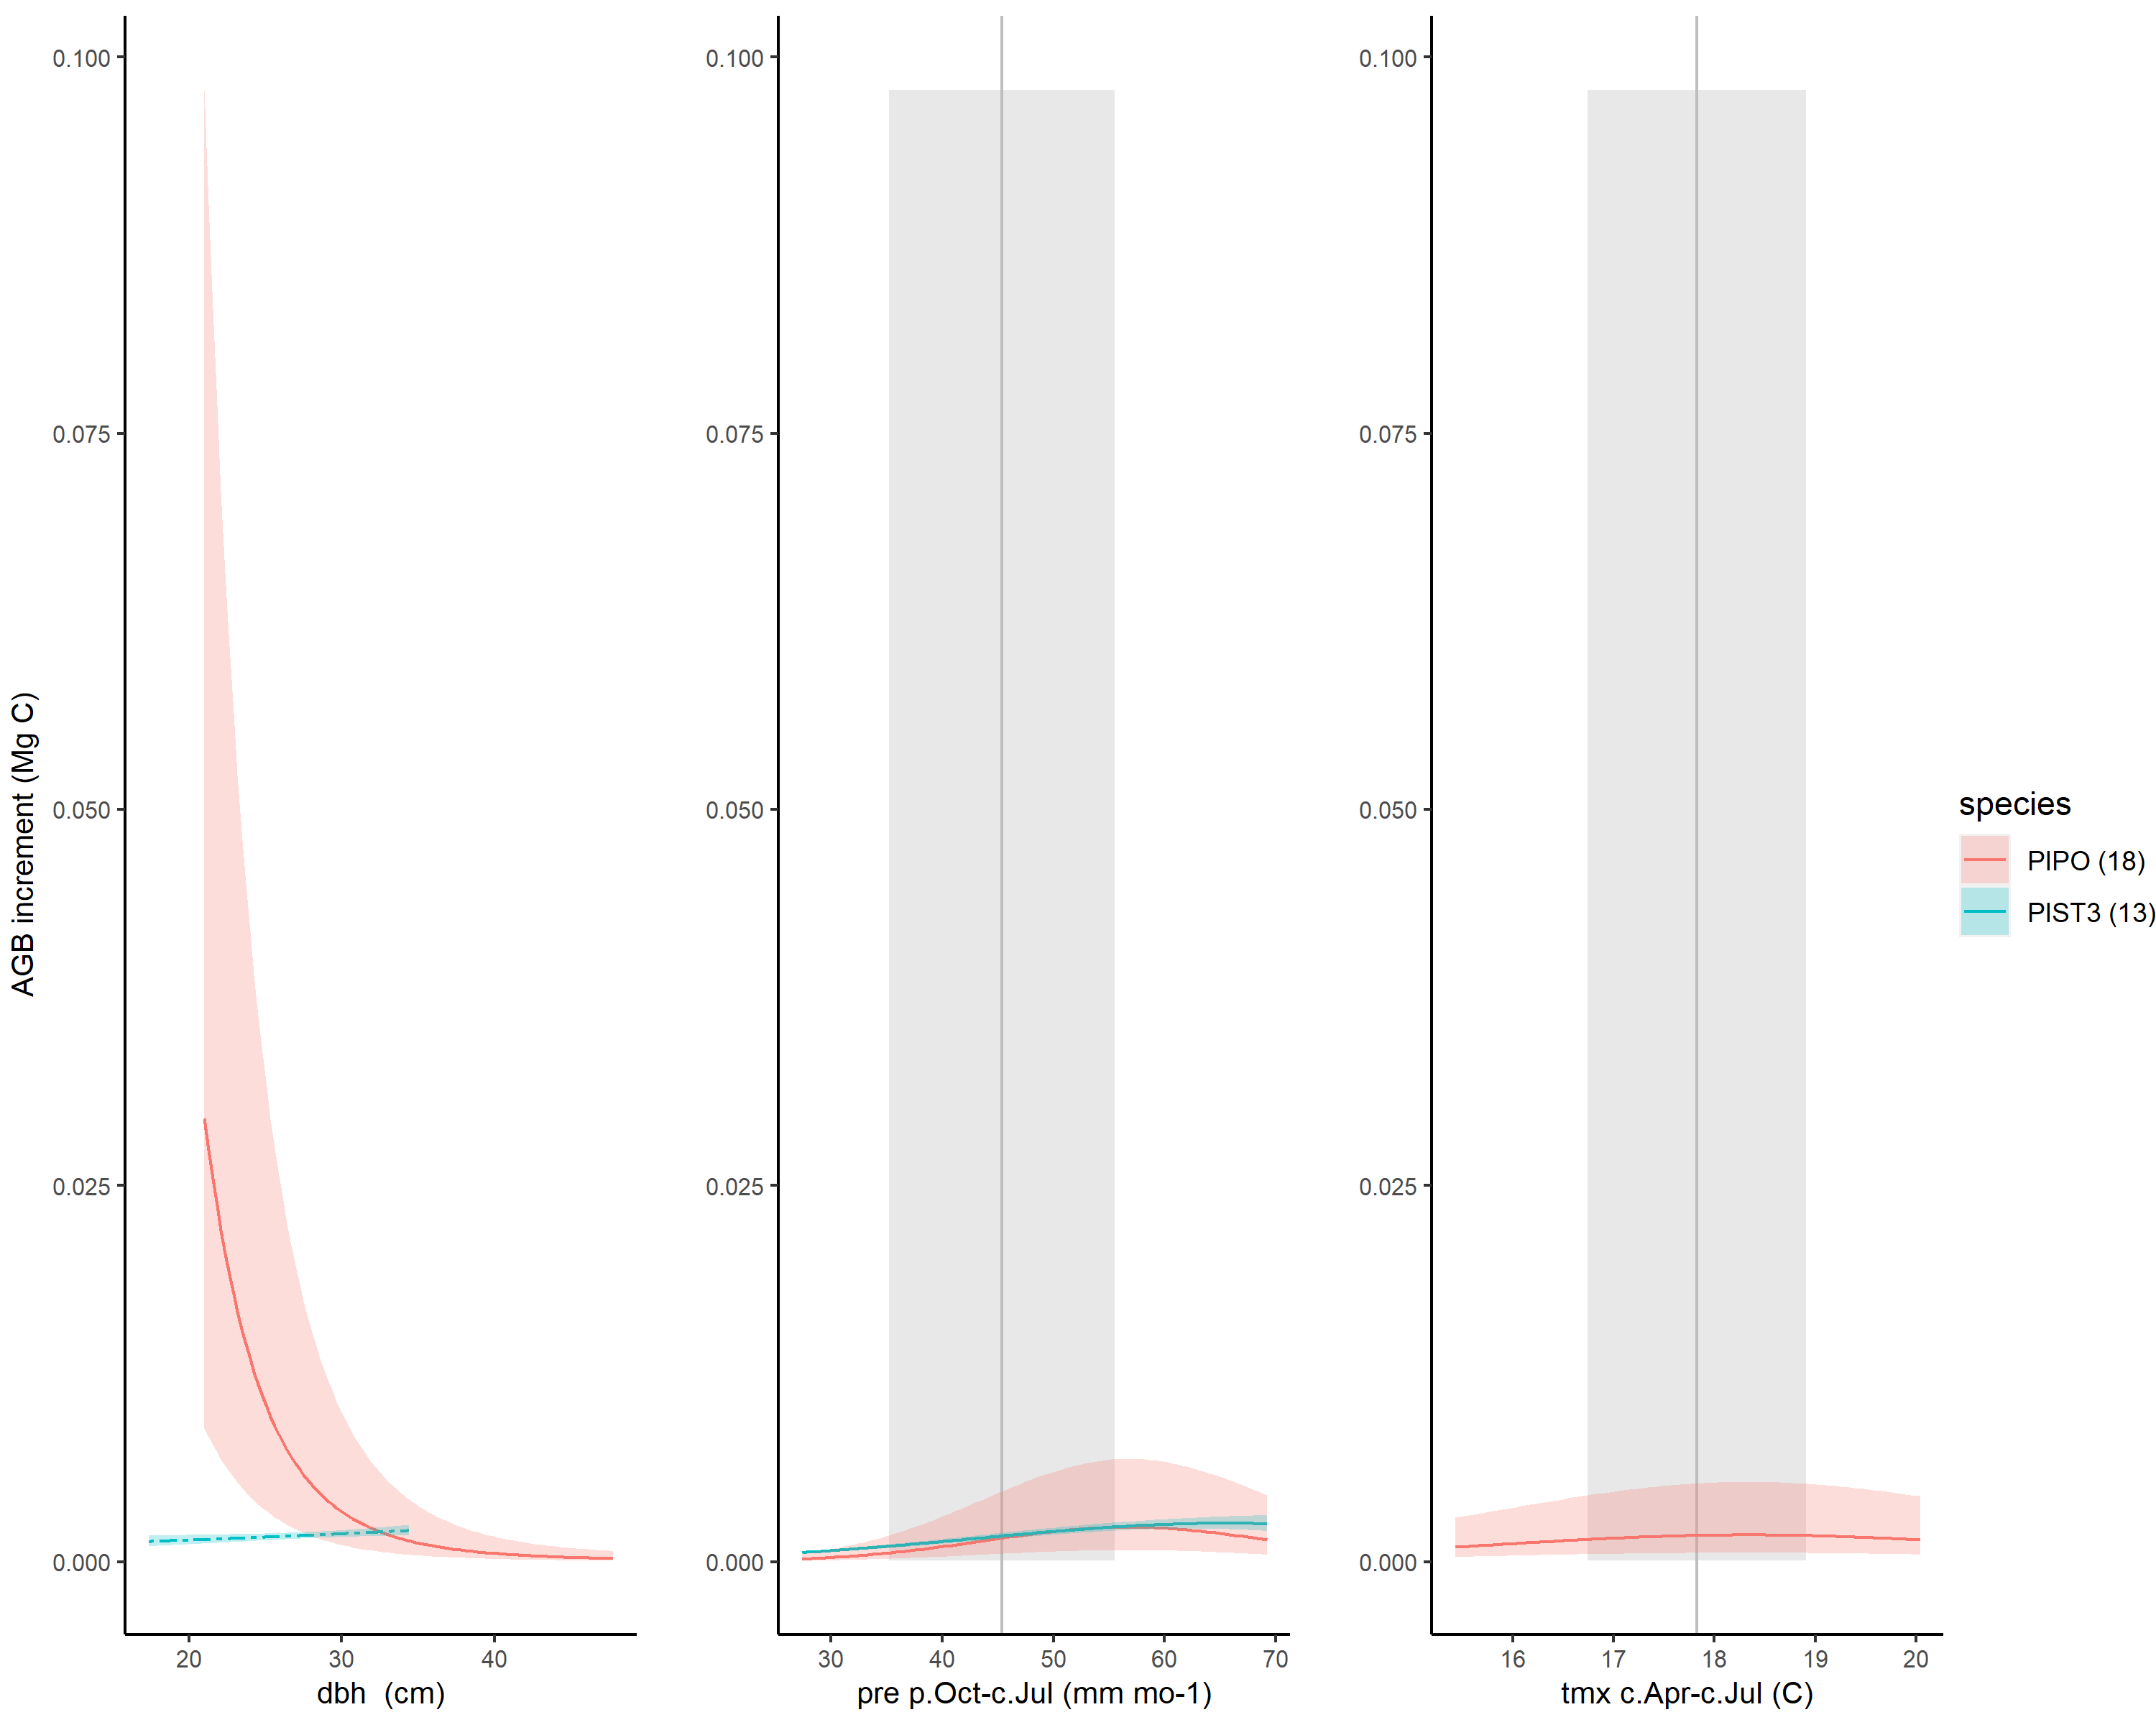 AGB increment (Mg C)
0.100
0.075
0.050
0.025
0.000
20 30 40
dbh  (cm)
0.100
0.075
0.050
0.025
0.000
30 40 50 60 70
pre p.Oct-c.Jul (mm mo-1)
0.100
0.075
0.050
0.025
0.000
16 17 18 19 20
tmx c.Apr-c.Jul (C)
species
PIPO (18)
PIST3 (13)